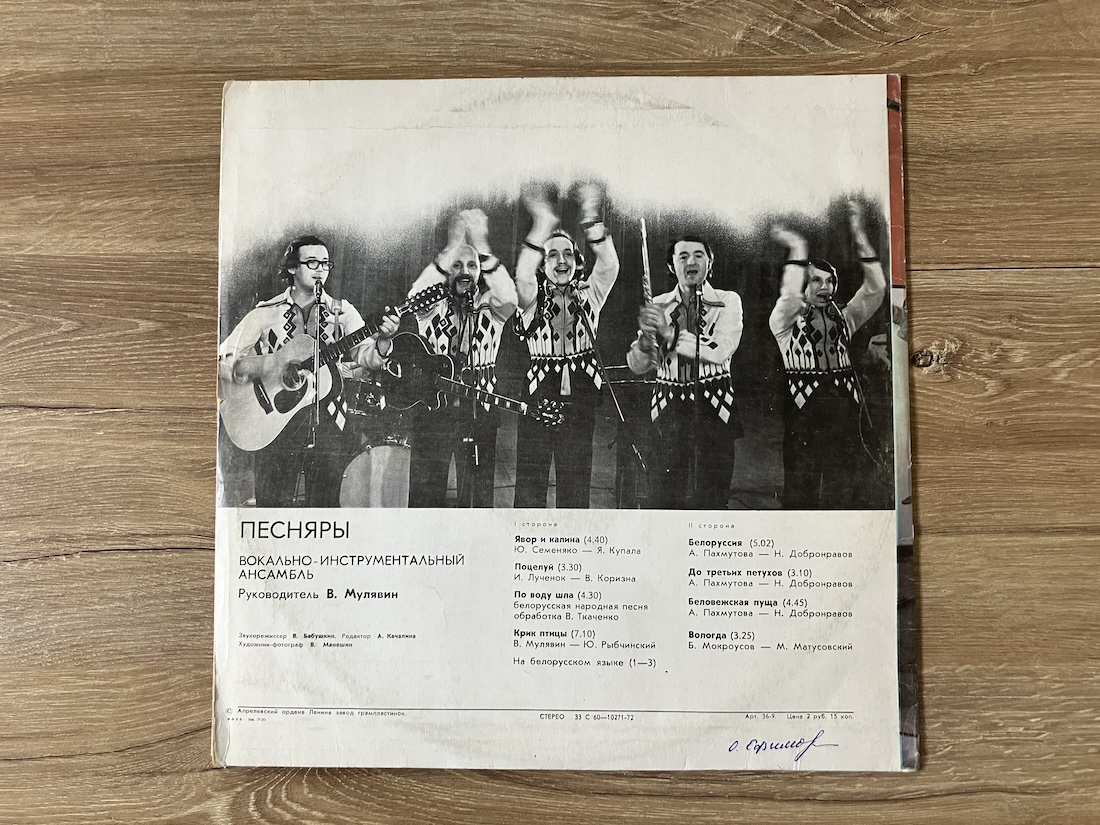 ПЕСНЯРЫ
ВОКАЛЬНО-ИНСТРУМЕНТАЛЬНЫЙ
АНСАМБЛЬ
Руководитель В. Мулявин
Звукорежиссер В. Бабушкин, Редактор А. Качалина
Художник-фотограф В. Манешин
I сторона
Явор и калина (4.40)
Ю. Семеняко — Я. Купала
Поцелуй (3.30)
И. Лученок — В. Коризна
По воду шла (4.30)
белорусская народная песня
обработка В. Ткаченко
Крик птицы (7.10)
В. Мулявин — Ю. Рыбчинский
На белорусском языке (1—3)
II сторона
Белоруссия (5.02)
А. Пахмутова — Н. Добронравов
До третьих петухов (3.10)
А. Пахмутова — Н. Добронравов
Беловежская пуща (4.45)
А. Пахмутова — Н. Добронравов
Вологда (3.25)
Б. Мокроусов — М. Матусовский
© Апрелевский ордена Ленина завод грампластинок.
СТЕРЕО 33 С 60—10271-72
Арт. 36-9. Цена 2 руб. 15 коп.
О. Ефимов